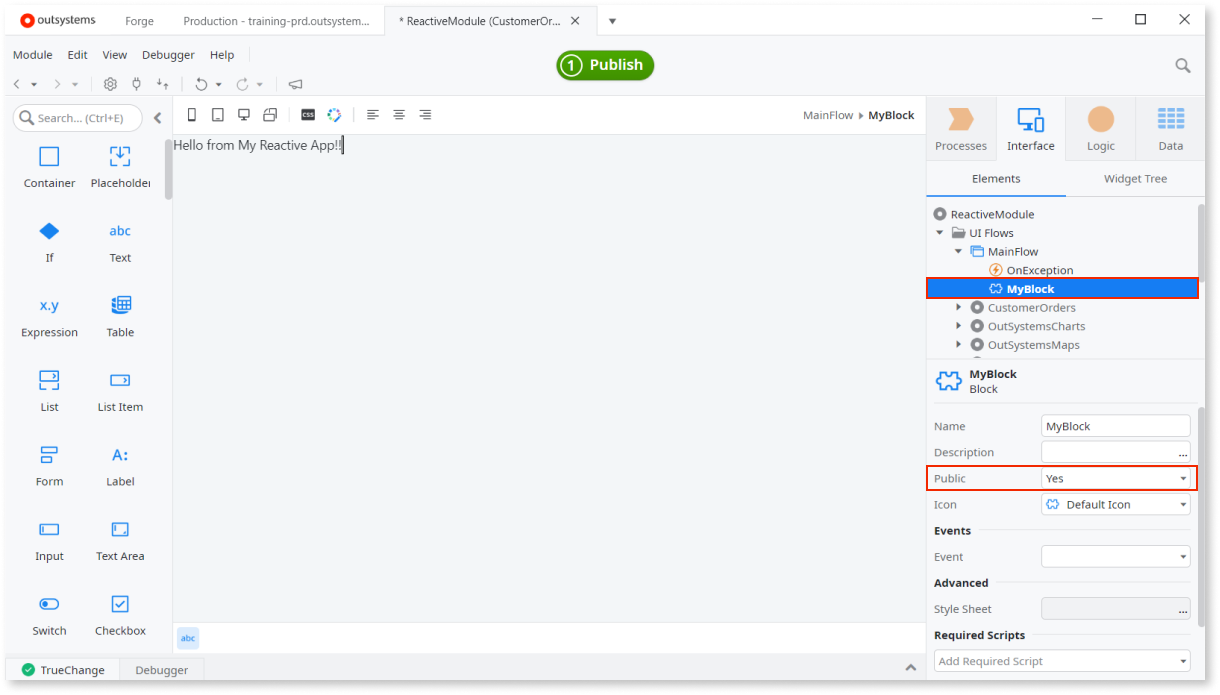 outsystems
Forge
Production - training-prd.outsystem...
* ReactiveModule (CustomerOr...
Module Edit View Debugger Help
1 Publish
Search... (Ctrl+E)
CSS
MainFlow MyBlock
Processes Interface Logic Data
Hello from My Reactive App!!
Container Placeholder
If
abc
Text
x.y
Expression
Table
List
List Item
Form
A:
Label
Input
Text Area
Switch
Checkbox
abc
TrueChange
Debugger
Elements Widget Tree
ReactiveModule
UI Flows
MainFlow
OnException
MyBlock
CustomerOrders
OutSystemsCharts
OutSystemsMaps
MyBlock
Block
Name MyBlock
Description ...
Public Yes
Icon Default Icon
Events
Event
Advanced
Style Sheet ...
Required Scripts
Add Required Script